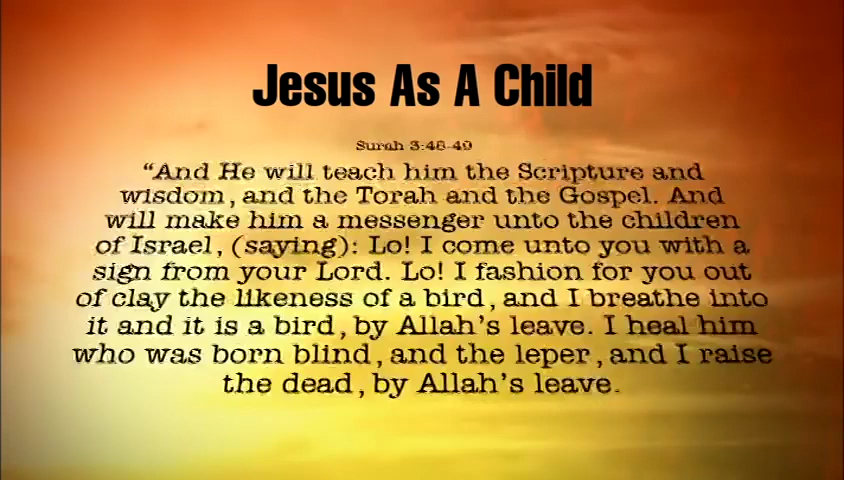 Jesus As A Child
Surah 3:48-49
“And He will teach him the Scripture and
wisdom, and the Torah and the Gospel. And
will make him a messenger unto the children
of Israel, (saying): Lo! I come unto you with a
sign from your Lord. Lo! I fashion for you out
of clay the likeness of a bird, and I breathe into
it and it is a bird, by Allah’s leave. I heal him
who was born blind, and the leper, and I raise
the dead, by Allah’s leave.